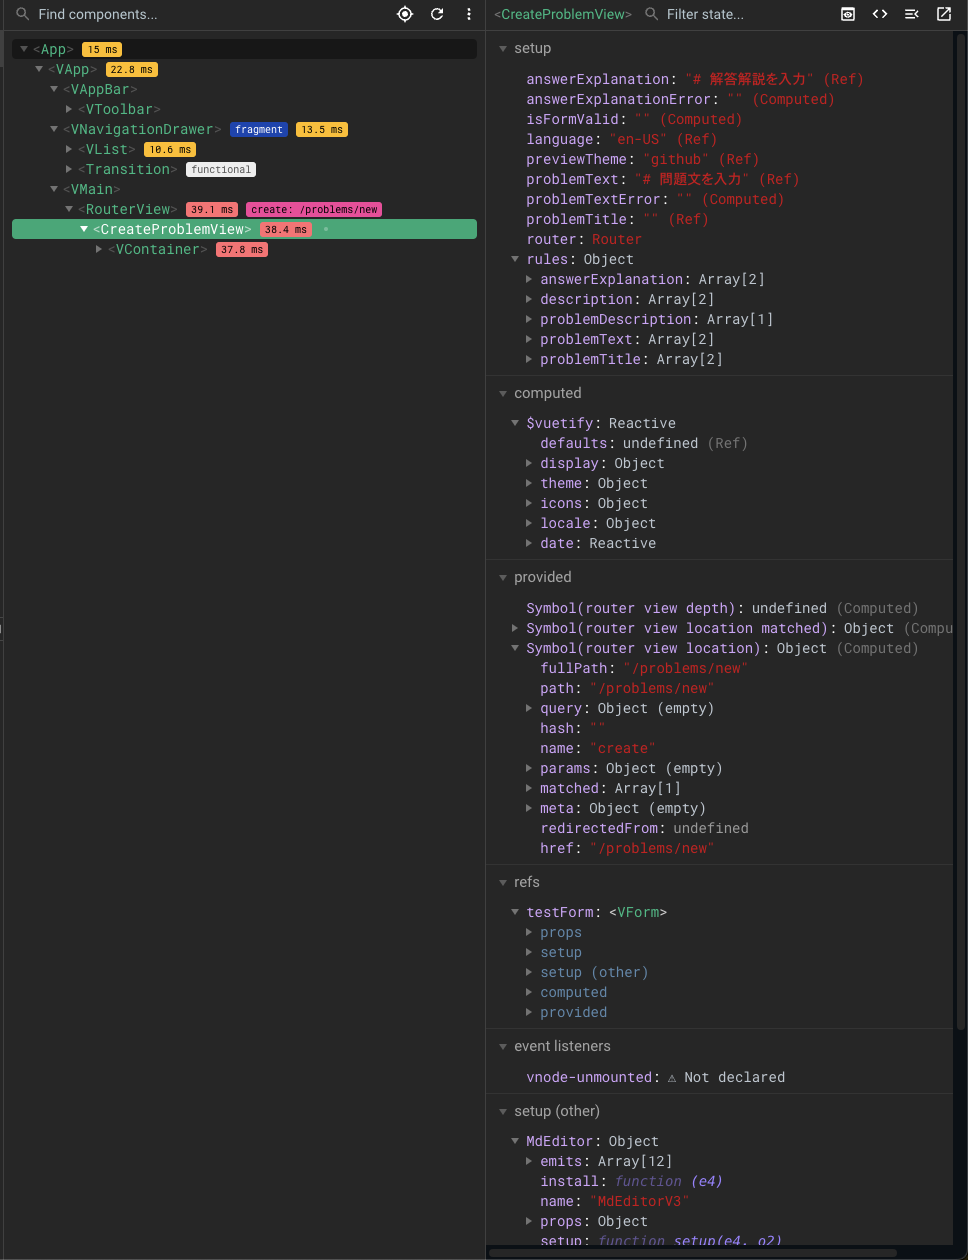 Find components...
<App> 15 ms
<VApp> 22.8 ms
<VAppBar>
<VToolbar>
<VNavigationDrawer> fragment 13.5 ms
<VList> 10.6 ms
<Transition> functional
<VMain>
<RouterView> 39.1 ms create: /problems/new
<CreateProblemView> 38.4 ms
<VContainer> 37.8 ms
<CreateProblemView> Filter state...
setup
answerExplanation: "# 解答解説を入力" (Ref)
answerExplanationError: "" (Computed)
isFormValid: "" (Computed)
language: "en-US" (Ref)
previewTheme: "github" (Ref)
problemText: "# 問題文を入力" (Ref)
problemTextError: "" (Computed)
problemTitle: "" (Ref)
router: Router
rules: Object
answerExplanation: Array[2]
description: Array[2]
problemDescription: Array[1]
problemText: Array[2]
problemTitle: Array[2]
computed
$vuetify: Reactive
defaults: undefined (Ref)
display: Object
theme: Object
icons: Object
locale: Object
date: Reactive
provided
Symbol(router view depth): undefined (Computed)
Symbol(router view location matched): Object (Compu
Symbol(router view location): Object (Computed)
fullPath: "/problems/new"
path: "/problems/new"
query: Object (empty)
hash: ""
name: "create"
params: Object (empty)
matched: Array[1]
meta: Object (empty)
redirectedFrom: undefined
href: "/problems/new"
refs
testForm: <VForm>
props
setup
setup (other)
computed
provided
event listeners
vnode-unmounted: ⚠ Not declared
setup (other)
MdEditor: Object
emits: Array[12]
install: function (e4)
name: "MdEditorV3"
props: Object
setup: function setup(e4, o2)